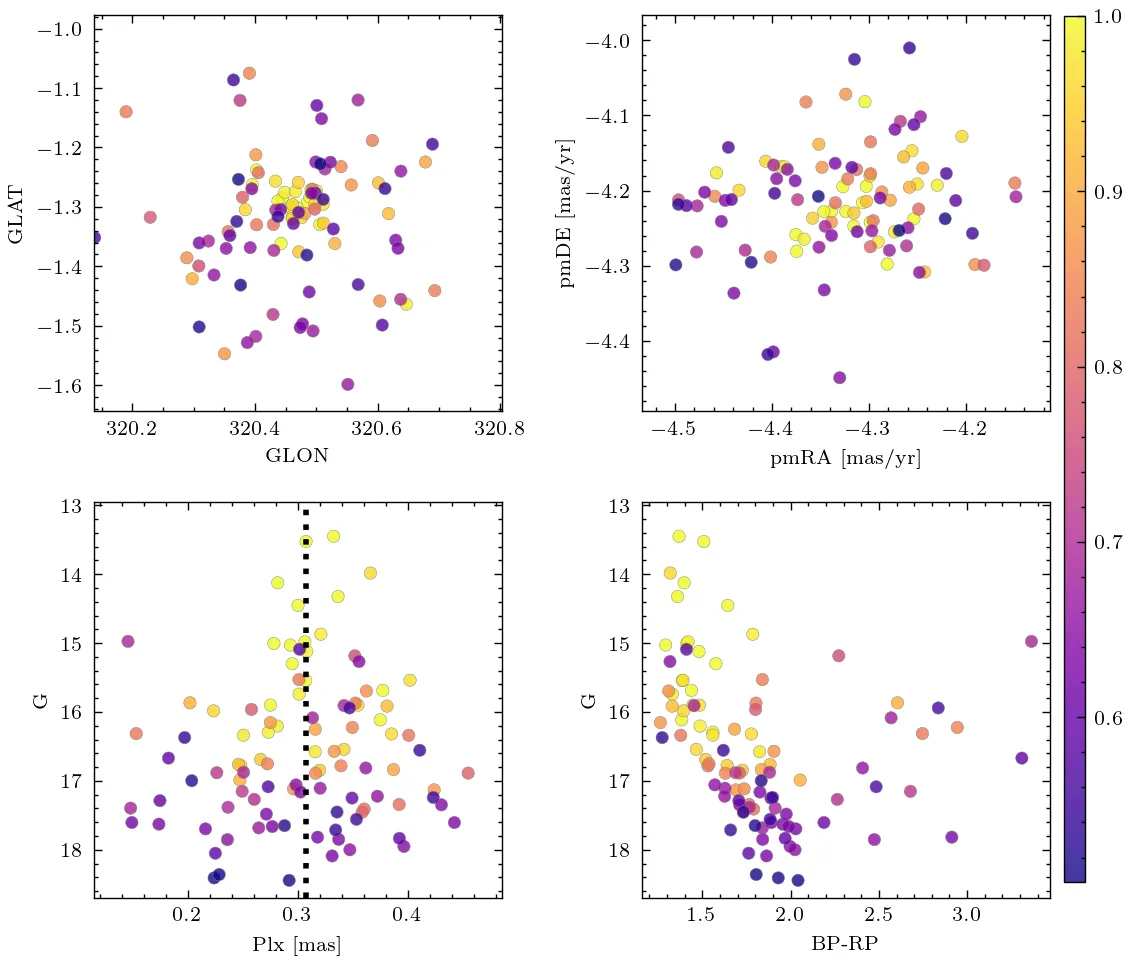 −1.0
−1.1
−1.2
−1.3
−1.4
−1.5
−1.6
GLAT
320.2 320.4 320.6 320.8
GLON
−4.0
−4.1
−4.2
−4.3
−4.4
pmDE [mas/yr]
−4.5 −4.4 −4.3 −4.2
pmRA [mas/yr]
1.0
0.9
0.8
0.7
0.6
13
14
15
16
17
18
G
0.2 0.3 0.4
Plx [mas]
13
14
15
16
17
18
G
1.5 2.0 2.5 3.0
BP-RP